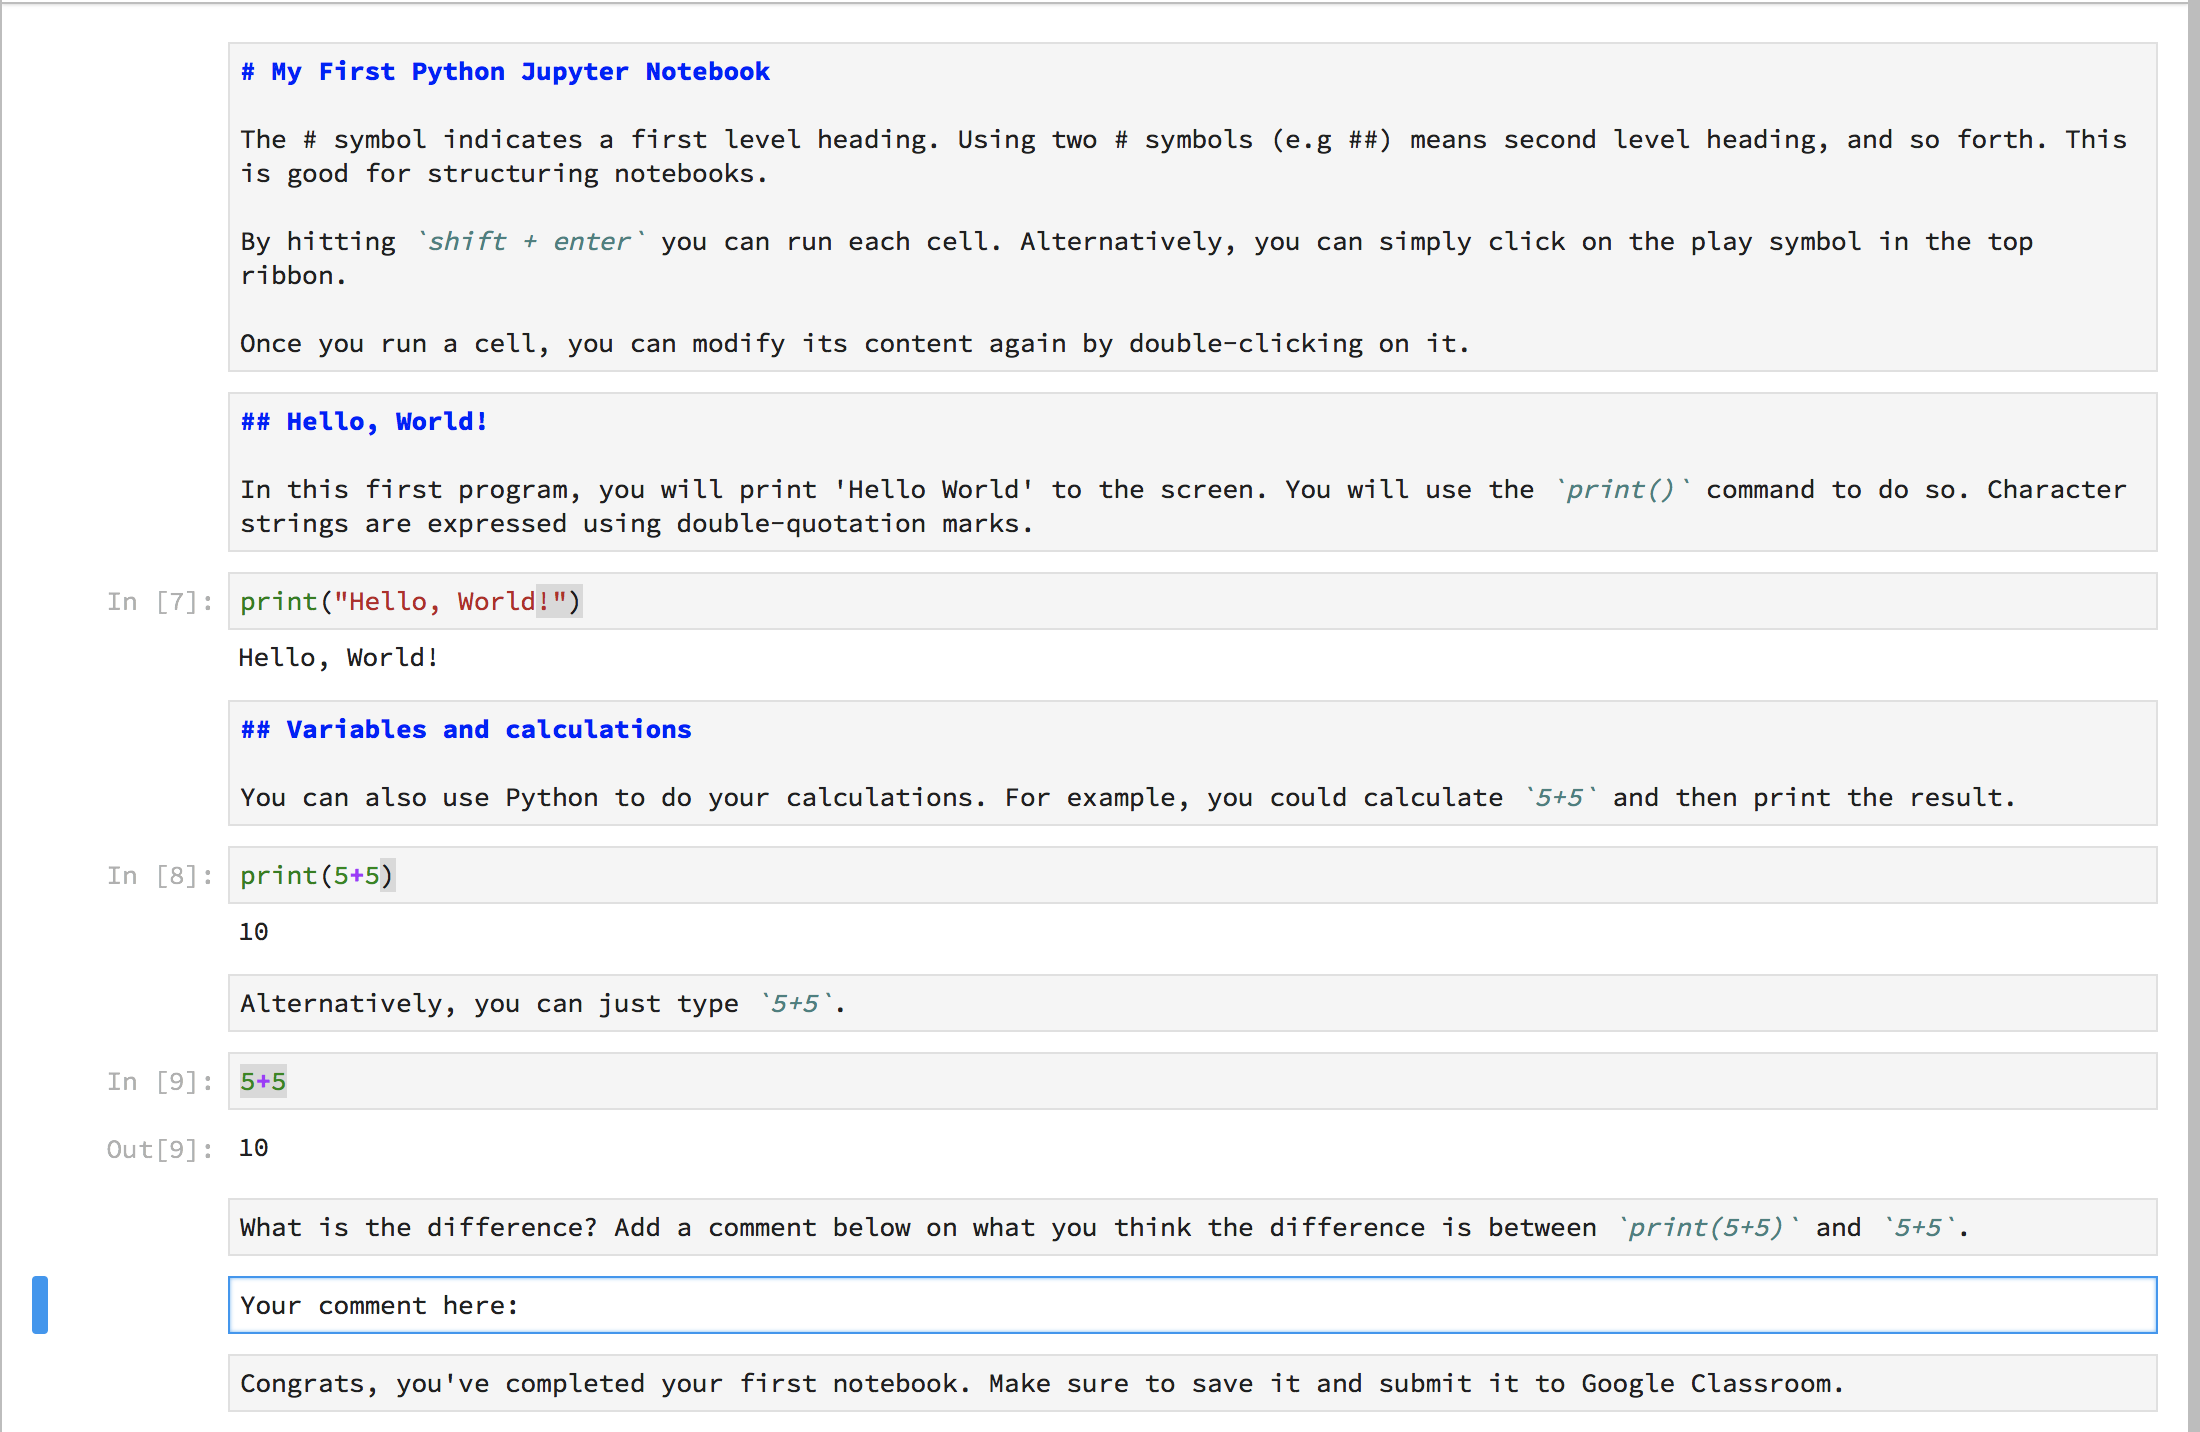 # My First Python Jupyter Notebook
The # symbol indicates a first level heading. Using two # symbols (e.g ##) means second level heading, and so forth. This
is good for structuring notebooks.
By hitting `shift + enter` you can run each cell. Alternatively, you can simply click on the play symbol in the top
ribbon.
Once you run a cell, you can modify its content again by double-clicking on it.
## Hello, World!
In this first program, you will print 'Hello World' to the screen. You will use the `print()` command to do so. Character
strings are expressed using double-quotation marks.
In [7]: print("Hello, World!")
Hello, World!
## Variables and calculations
You can also use Python to do your calculations. For example, you could calculate `5+5` and then print the result.
In [8]: print(5+5)
10
Alternatively, you can just type `5+5`.
In [9]: 5+5
Out[9]: 10
What is the difference? Add a comment below on what you think the difference is between `print(5+5)` and `5+5`.
Your comment here:
Congrats, you've completed your first notebook. Make sure to save it and submit it to Google Classroom.